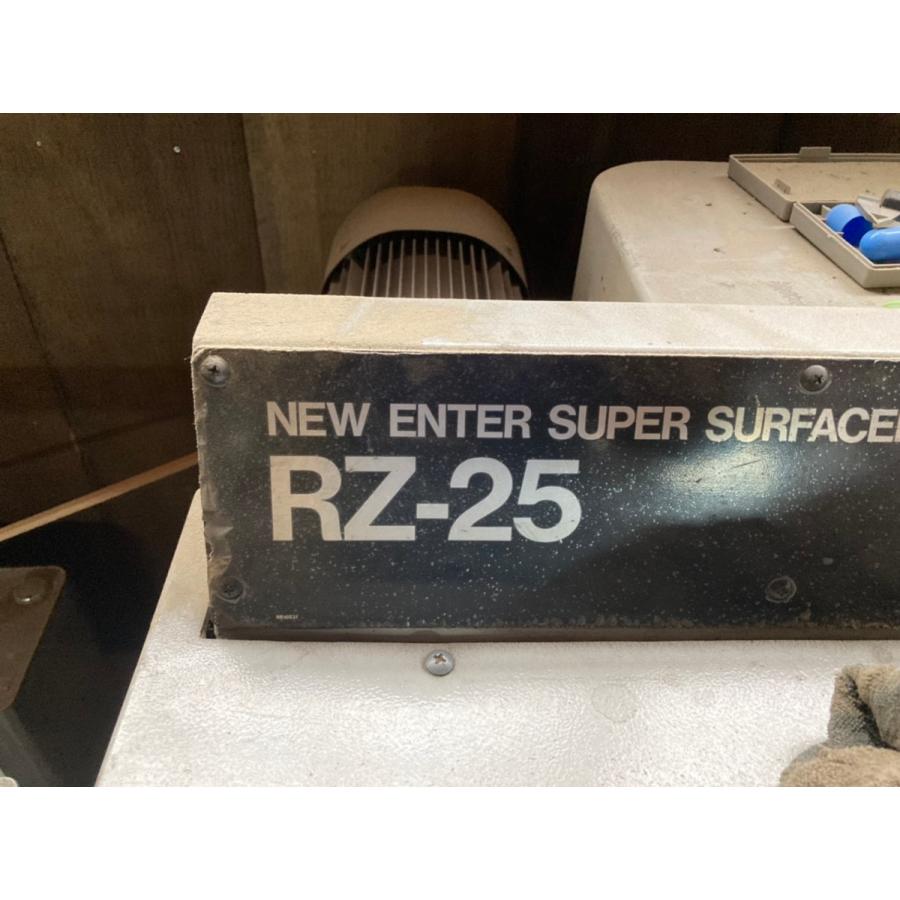 NEW ENTER SUPER SURFACE
RZ-25